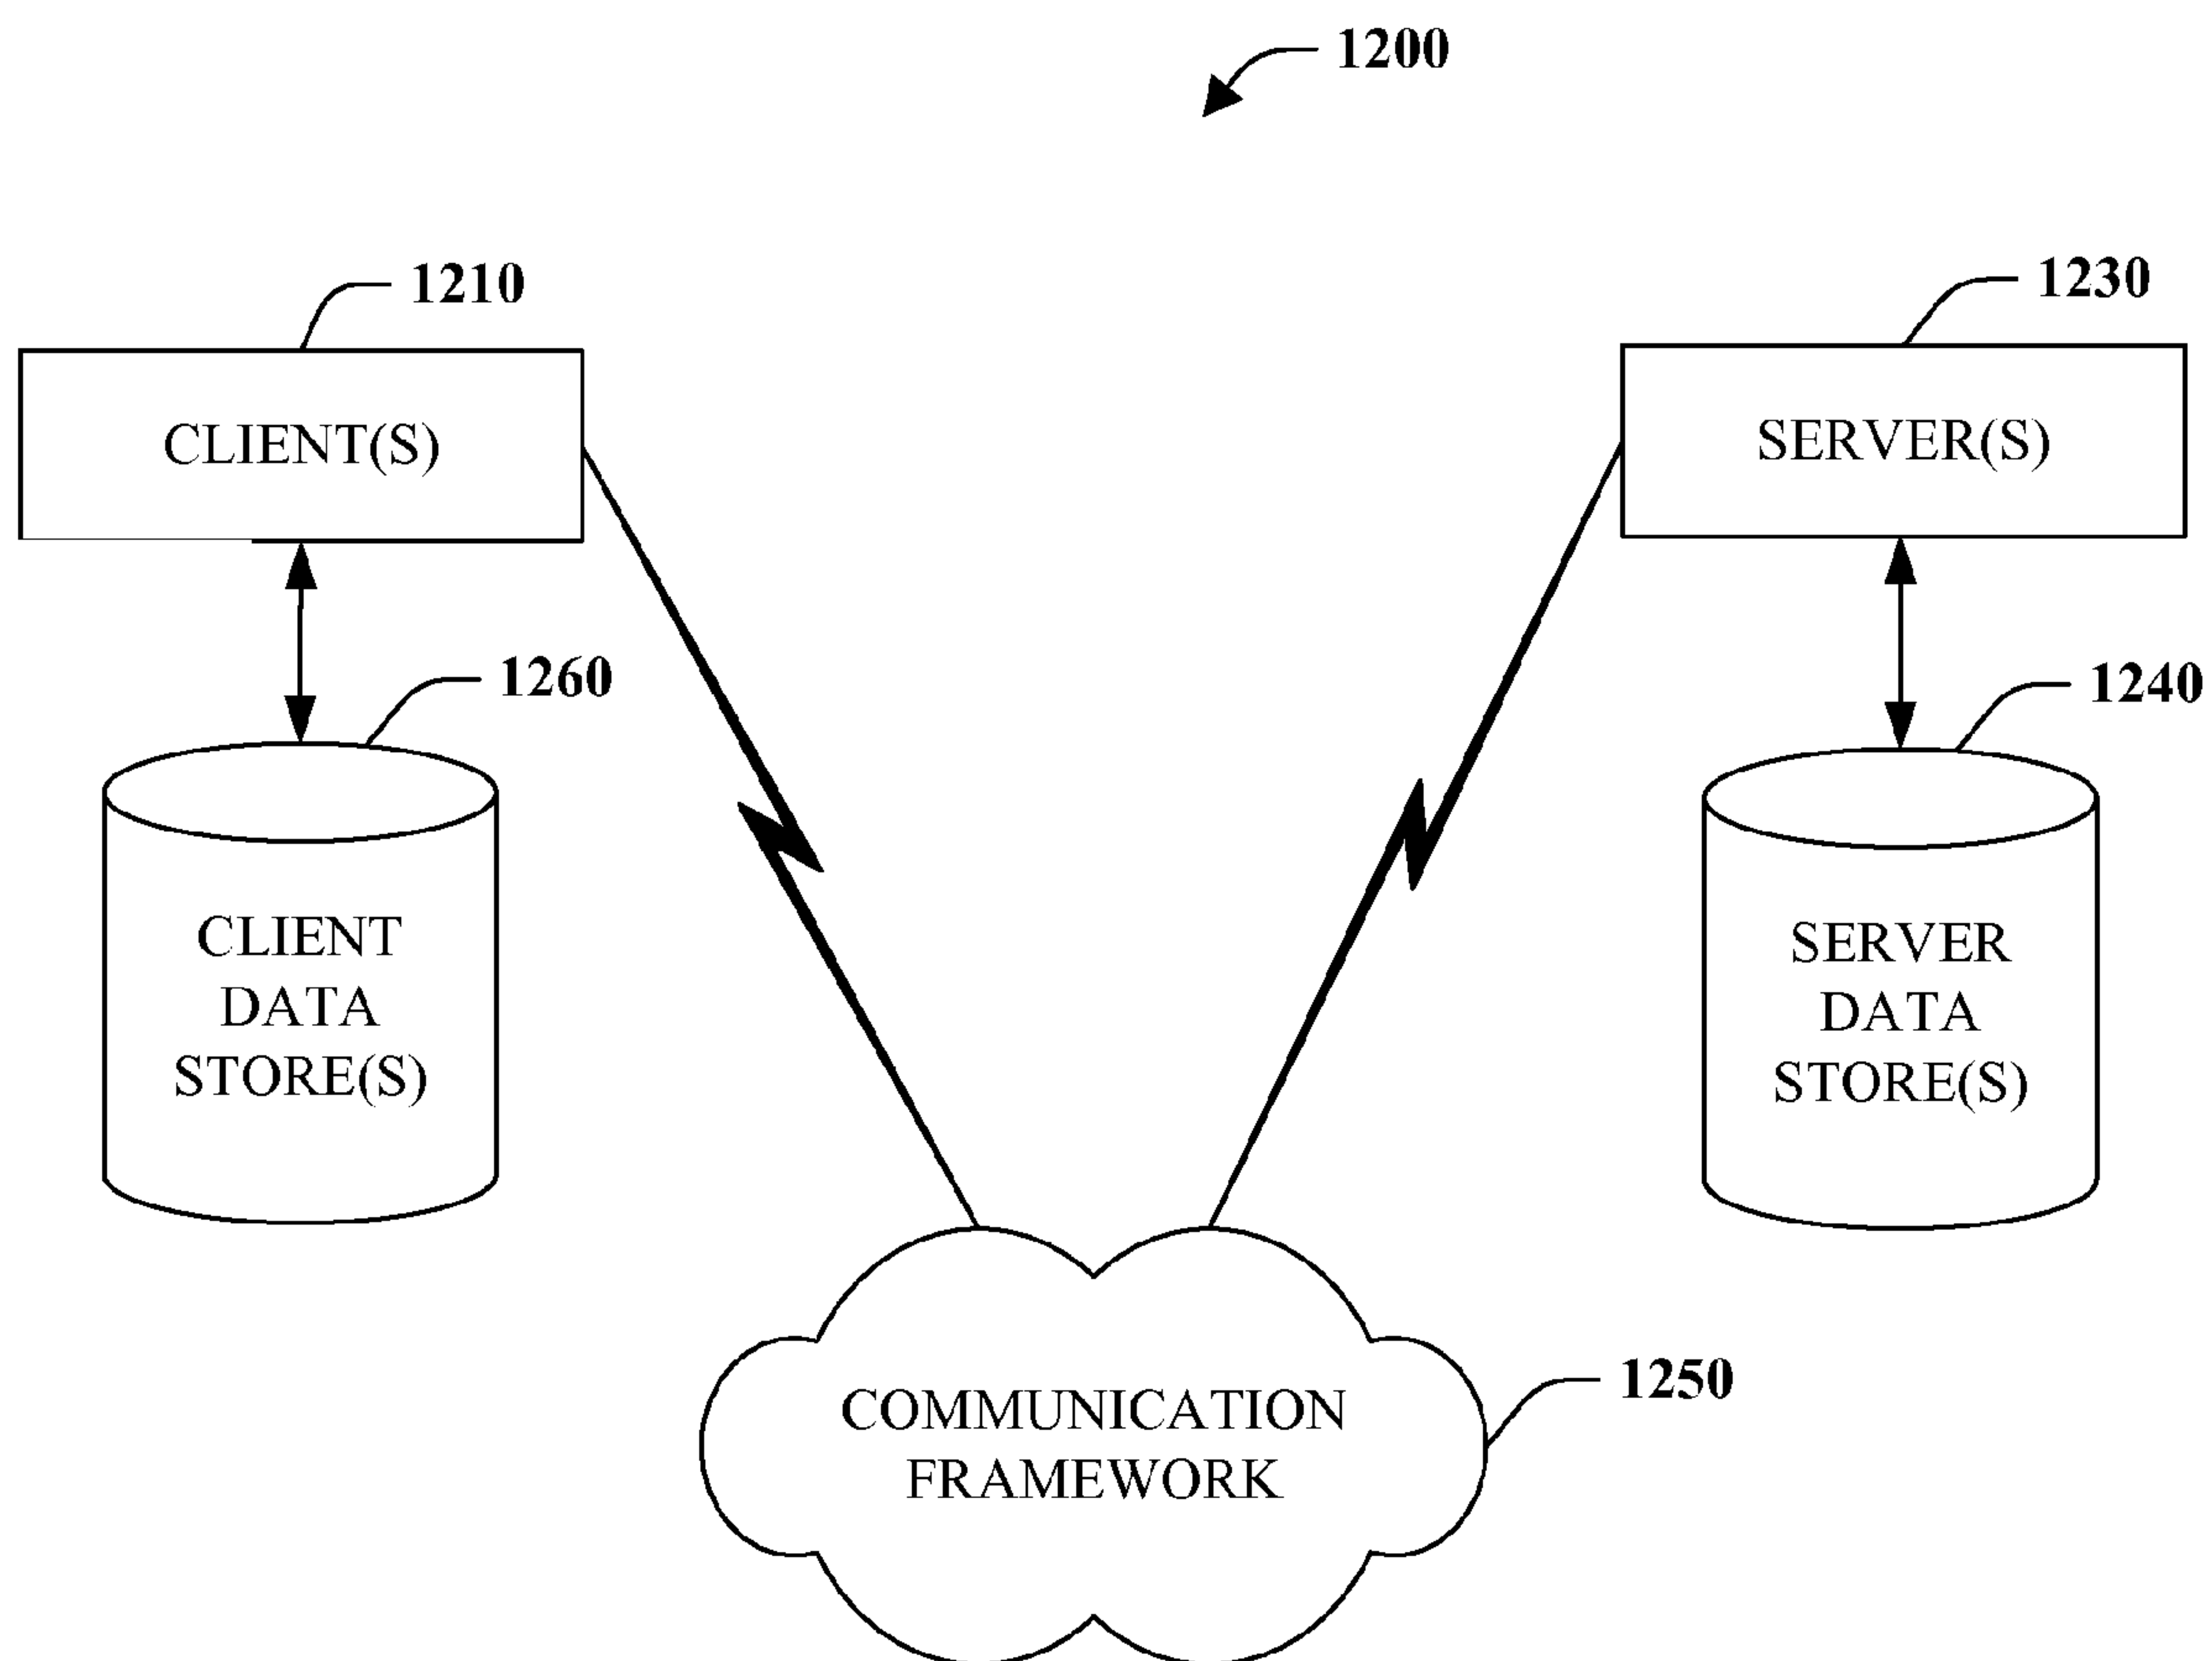 1200
1210
1230
CLIENT(S)
SERVER(S)
1260
1240
CLIENT
DATA
STORE(S)
SERVER
DATA
STORE(S)
1250
COMMUNICATION
FRAMEWORK